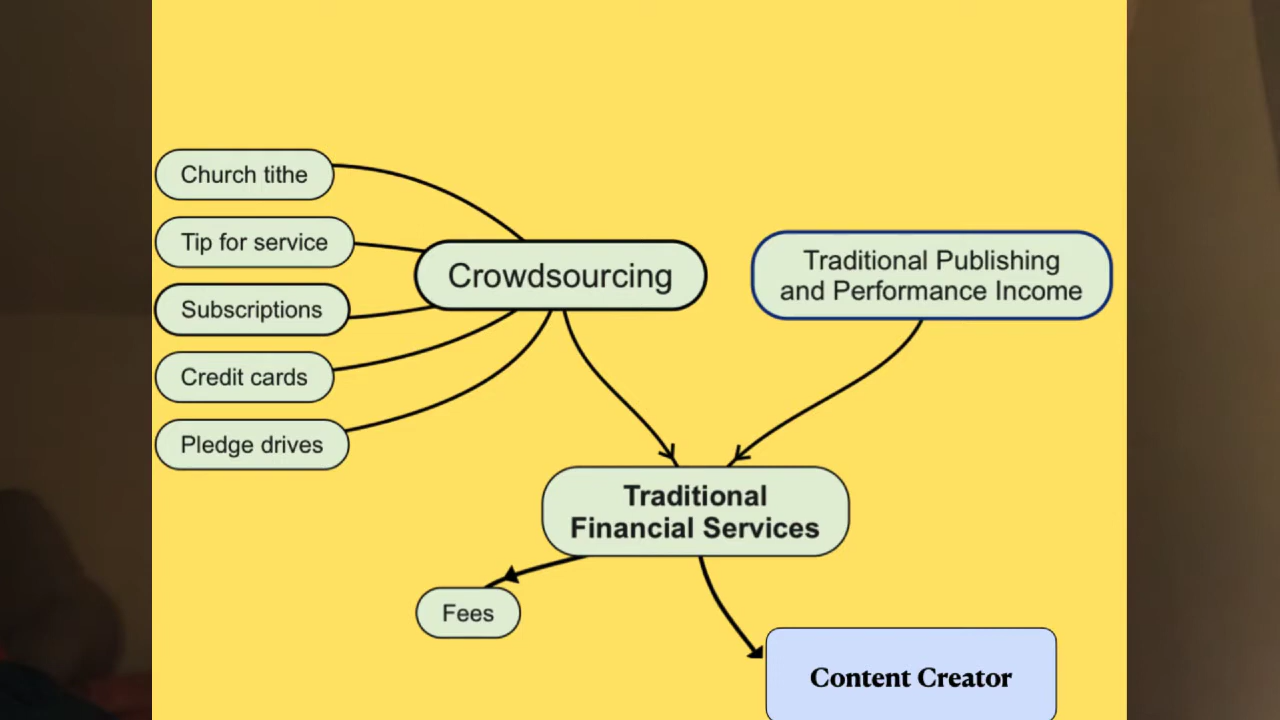 Church tithe
Tip for service
Subscriptions
Credit cards
Pledge drives
Crowdsourcing
Traditional Publishing
and Performance Income
Traditional
Financial Services
Fees
Content Creator